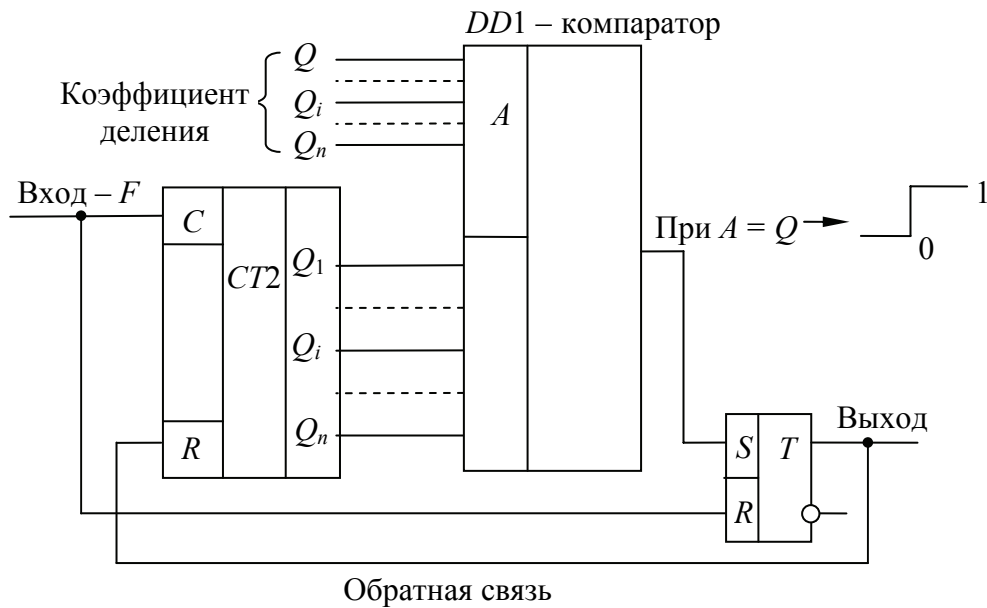 DD1 – компаратор
Q
Коэффициент
деления
Qi
Qn
A
Вход – F
C
CT2
Q1
Qi
Qn
R
При A = Q
1
0
Выход
S
T
R
Обратная связь